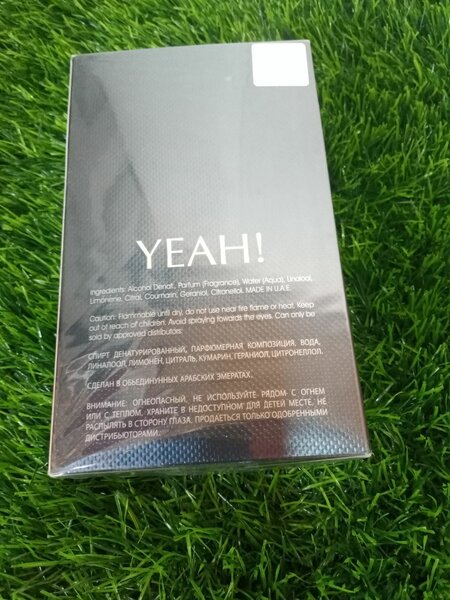 YEAH!
Ingredients: Alcohol Denat., Parfum (Fragrance), Water (Aqua), Linalool,
Limonene, Citral, Coumarin, Geraniol, Citronellol. MADE IN U.A.E.
Caution: Flammable until dry, do not use near fire flame or heat. Keep
out of reach of children. Avoid spraying towards the eyes. Can only be
sold by approved distributors.
СПИРТ ДЕНАТУРИРОВАННЫЙ, ПАРФЮМЕРНАЯ КОМПОЗИЦИЯ, ВОДА,
ЛИНАЛООЛ, ЛИМОНЕН, ЦИТРАЛЬ, КУМАРИН, ГЕРАНИОЛ, ЦИТРОНЕЛЛОЛ.
СДЕЛАН В ОБЬЕДИНУННЫХ АРАБСКИХ ЭМЕРАТАХ.
ВНИМАНИЕ: ОГНЕОПАСНЫЙ, НЕ ИСПОЛЬЗУЙТЕ РЯДОМ С ОГНЕМ
ИЛИ С ТЕПЛОМ, ХРАНИТЕ В НЕДОСТУПНОМ ДЛЯ ДЕТЕЙ МЕСТЕ, НЕ
РАСПЫЛЯТЬ В СТОРОНУ ГЛАЗА. ПРОДАЕТЬСЯ ТОЛЬКО ОДОБРЕННЫМИ
ДИСТРИБЬЮТОРАМИ.